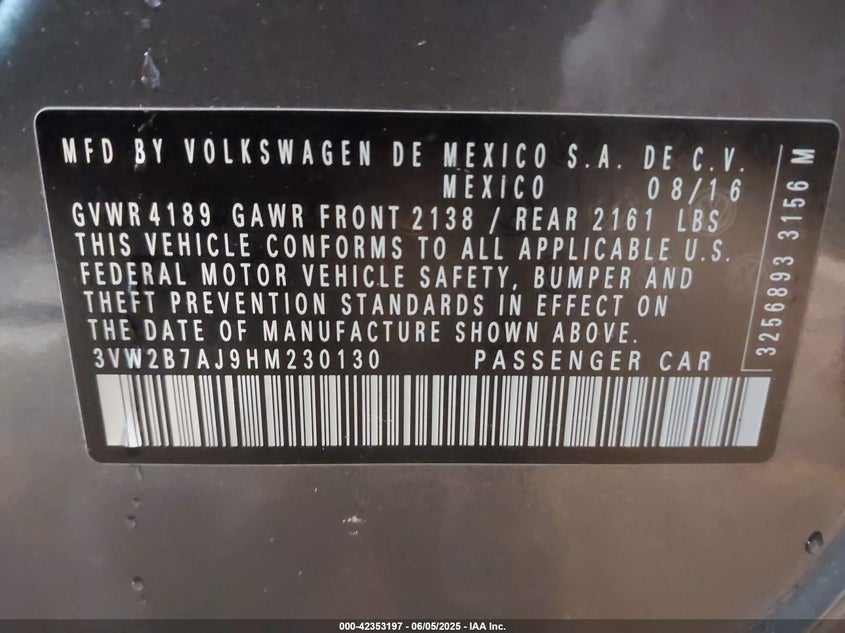 MFD BY VOLKSWAGEN DE MEXICO S.A. DE C.V.
MEXICO 08/16
GVWR 4189 GAWR FRONT 2138 / REAR 2161 LBS
THIS VEHICLE CONFORMS TO ALL APPLICABLE U.S.
FEDERAL MOTOR VEHICLE SAFETY, BUMPER AND
THEFT PREVENTION STANDARDS IN EFFECT ON
THE DATE OF MANUFACTURE SHOWN ABOVE.
3VW2B7AJ9HM230130 PASSENGER CAR
3256893 3156 M
000-42353197 - 06/05/2025 - IAA Inc.